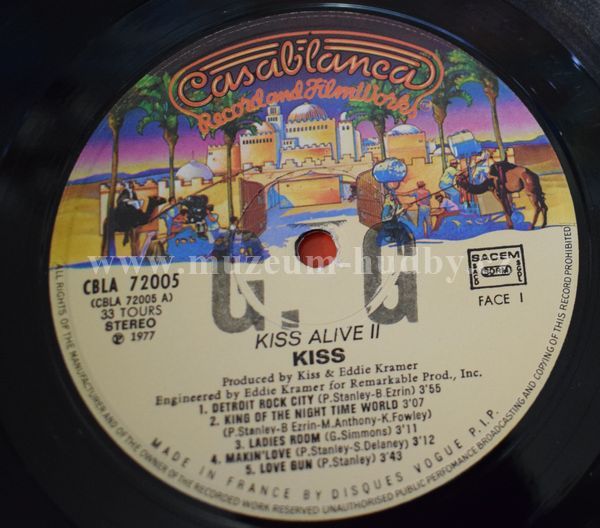 Casablanca
Record and FilmWorks
CBLA 72005
(CBLA 72005 A)
33 TOURS
STEREO
℗ 1977
SACEM
SACD SDRM SGDL
FACE 1
www.muzeum-hudby.
G. G
KISS ALIVE II
KISS
Produced by Kiss & Eddie Kramer
Engineered by Eddie Kramer for Remarkable Prod., Inc.
1. DETROIT ROCK CITY (P.Stanley-B Ezrin) 3'55
2. KING OF THE NIGHT TIME WORLD 3'07
(P.Stanley-B.Ezrin-M.Anthony-K.Fowley)
3. LADIES ROOM (G.Simmons) 3'11
4. MAKIN'LOVE (P.Stanley-S.Delaney) 3'12
5. LOVE GUN (P.Stanley) 3'43
MADE IN FRANCE BY DISQUES VOGUE P.I.P.
ALL RIGHTS OF THE MANUFACTURER AND OF THE OWNER OF THE RECORDED WORK RESERVED UNAUTHORISED PUBLIC PERFOMANCE BROADCASTING AND COPYING OF THIS RECORD PROHIBITED